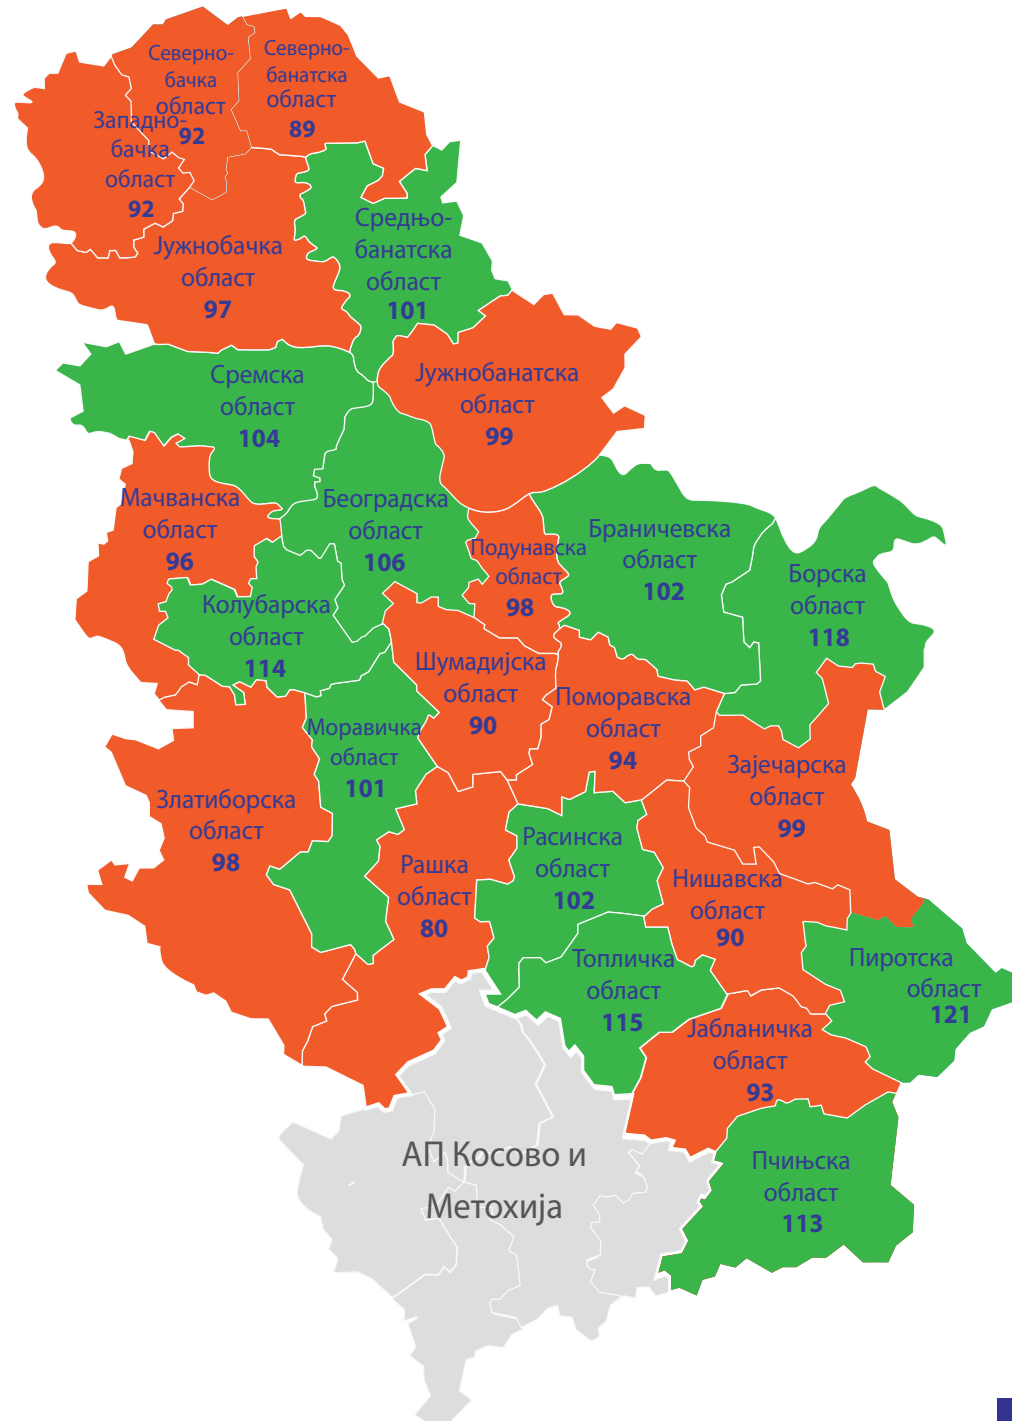 Северно-
бачка
област
92
Северно-
банатска
област
89
Западно-
бачка
област
92
Јужнобачка
област
97
Средњо-
банатска
област
101
Сремска
област
104
Јужнобанатска
област
99
Мачванска
област
96
Београдска
област
106
Подунавска
област
98
Браничевска
област
102
Борска
област
118
Колубарска
област
114
Шумадијска
област
90
Поморавска
област
94
Моравичка
област
101
Зајечарска
област
99
Златиборска
област
98
Рашка
област
80
Расинска
област
102
Нишавска
област
90
Топличка
област
115
Пиротска
област
121
Јабланичка
област
93
АП Косово и
Метохија
Пчињска
област
113